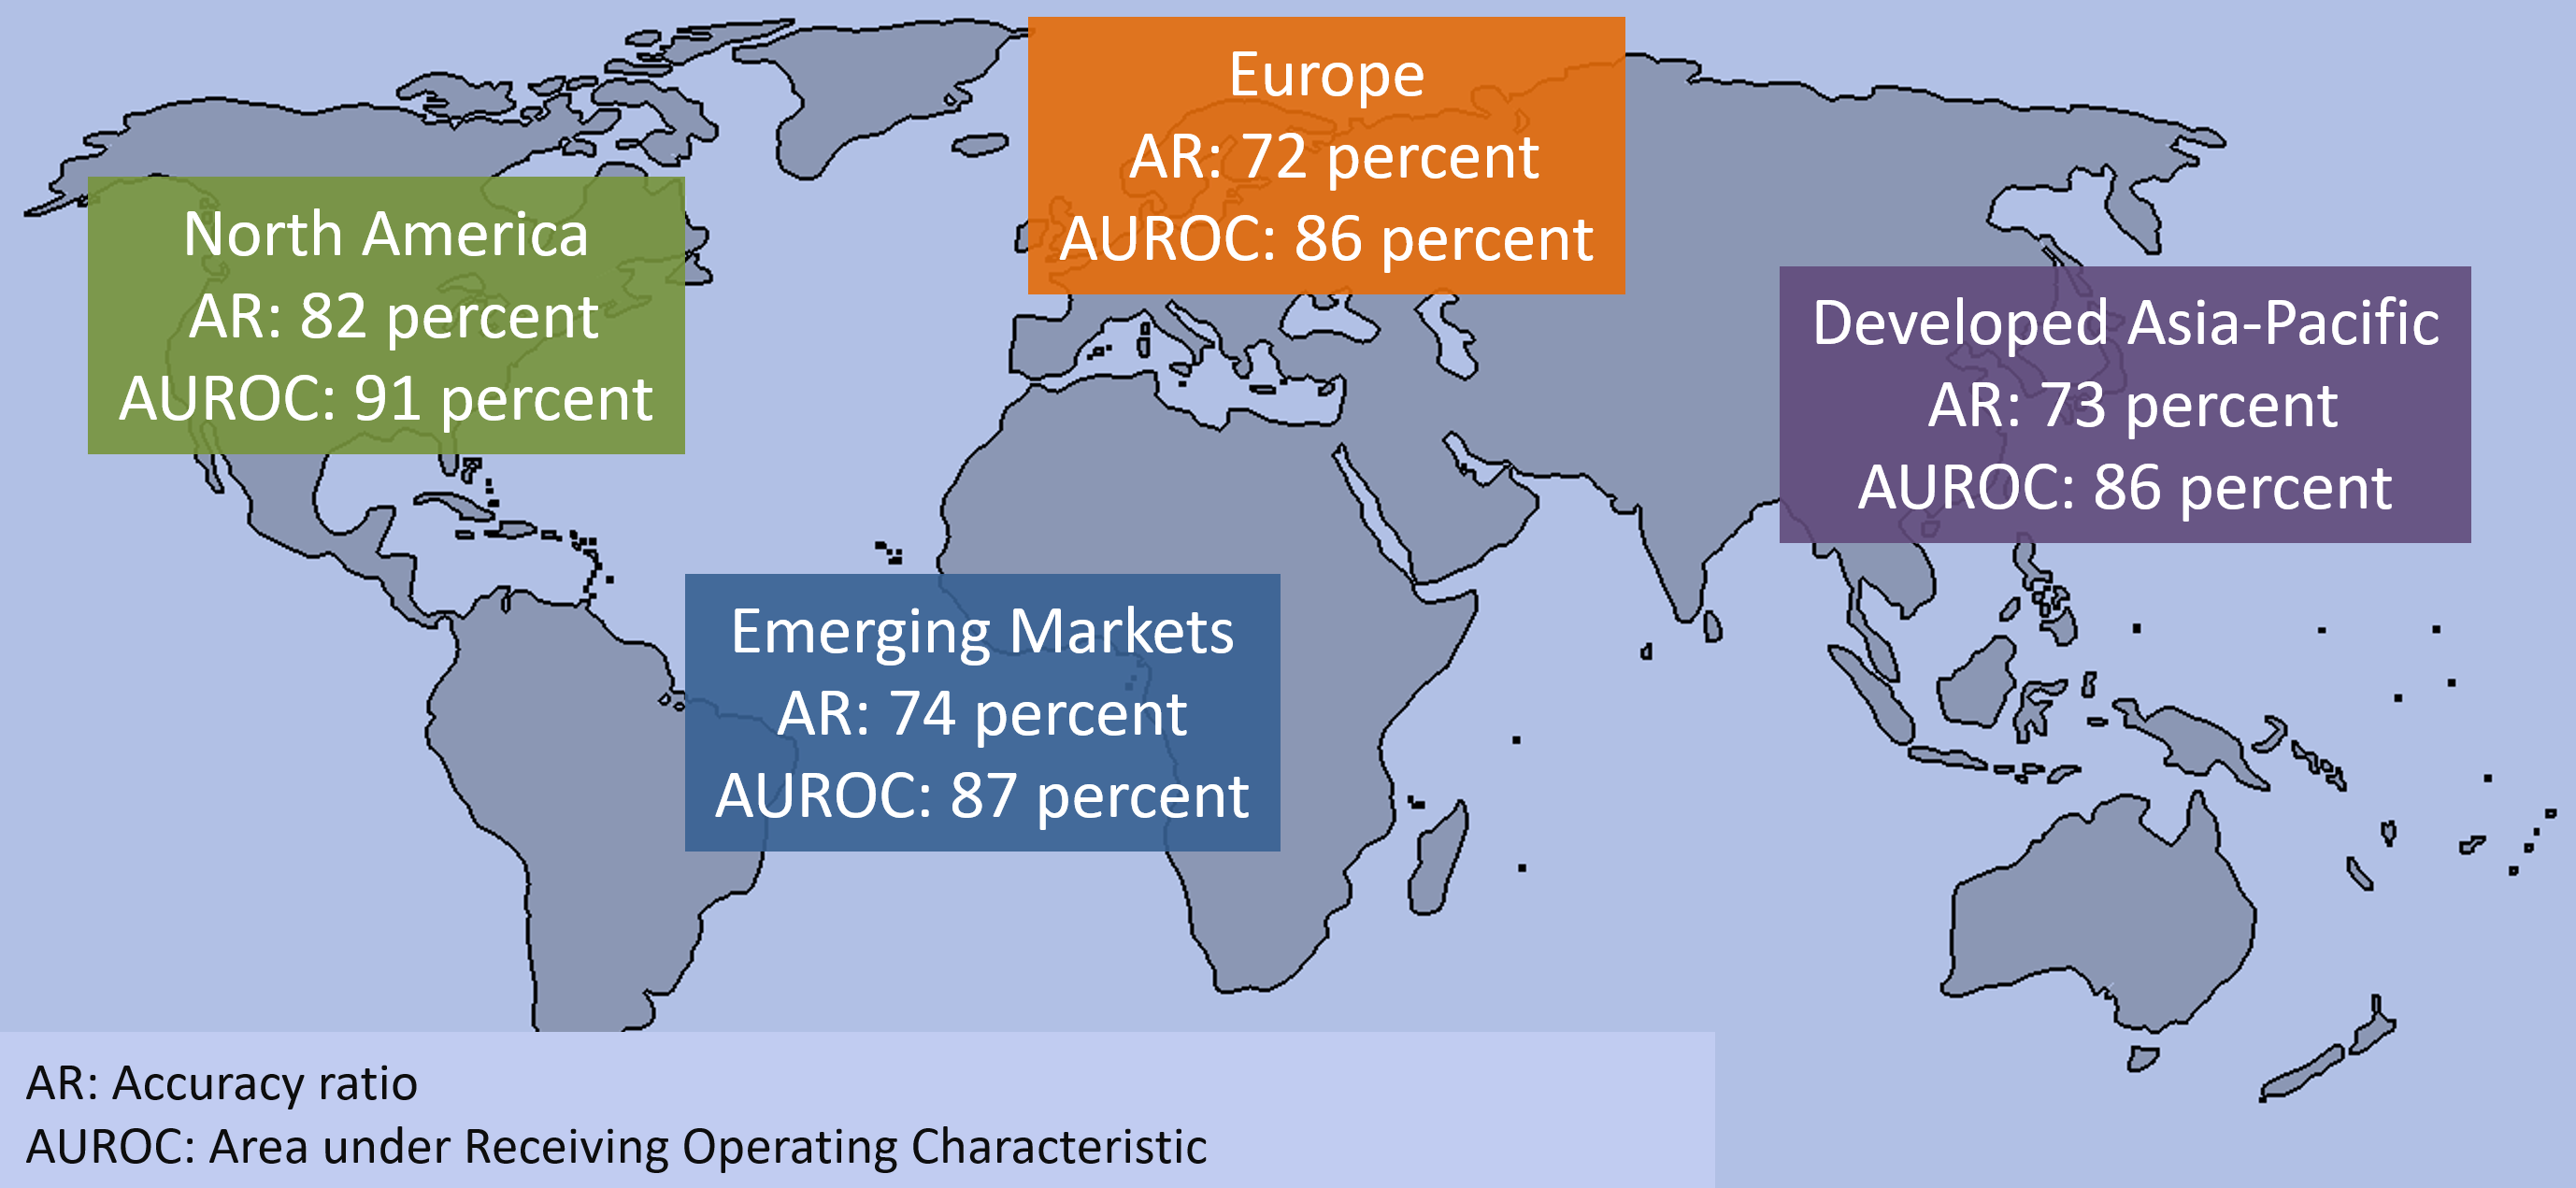 Europe
AR: 72 percent
AUROC: 86 percent
North America
AR: 82 percent
AUROC: 91 percent
Developed Asia-Pacific
AR: 73 percent
AUROC: 86 percent
Emerging Markets
AR: 74 percent
AUROC: 87 percent
AR: Accuracy ratio
AUROC: Area under Receiving Operating Characteristic